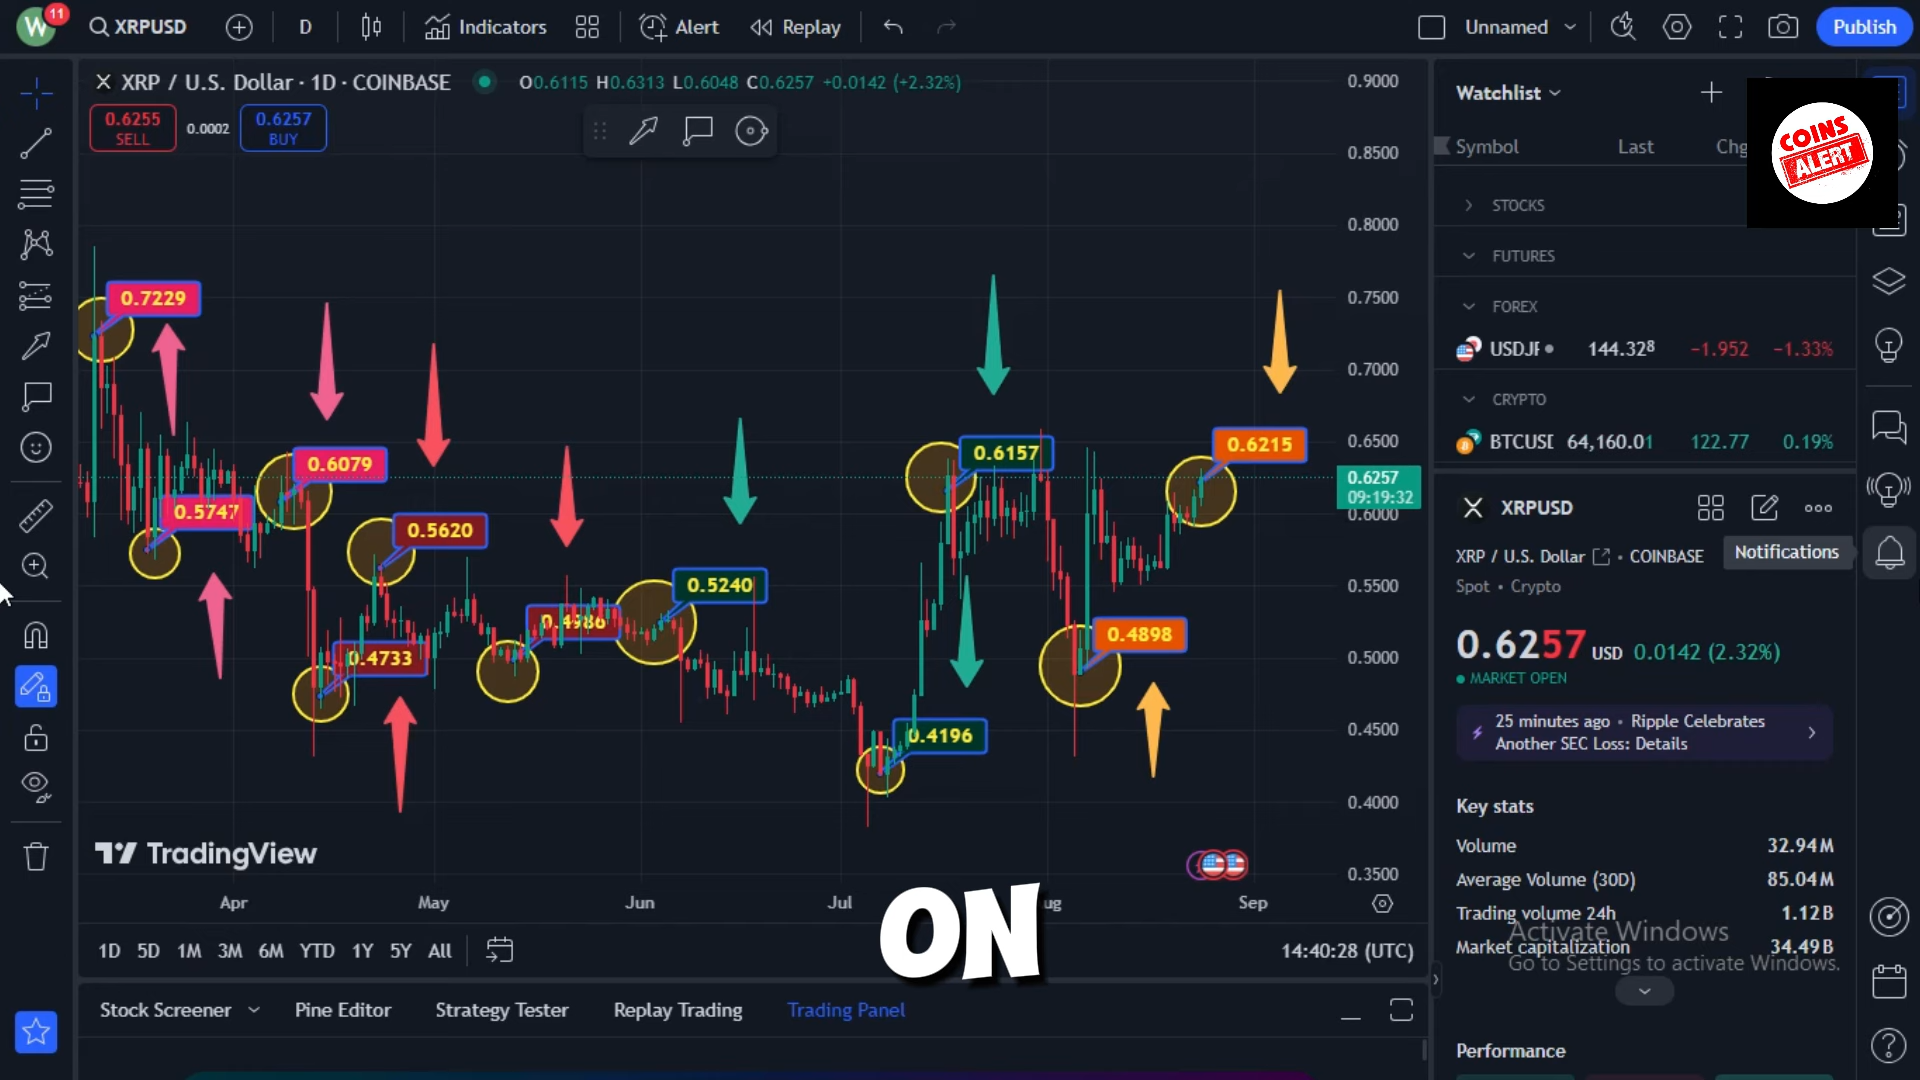 W 11 XRPUSD D Indicators Alert Replay Unnamed Publish
XRP / U.S. Dollar · 1D · COINBASE O0.6115 H0.6313 L0.6048 C0.6257 +0.0142 (+2.32%)
0.6255
SELL
0.0002
0.6257
BUY
0.9000
0.8500
0.8000
0.7500
0.7000
0.6500
0.6257
09:19:32
0.6000
0.5500
0.5000
0.4500
0.4000
0.3500
0.7229
0.5747
0.6079
0.5620
0.4733
0.4986
0.5240
0.4196
0.6157
0.4898
0.6215
TradingView
Apr May Jun Jul ug Sep
ON
1D 5D 1M 3M 6M YTD 1Y 5Y All 14:40:28 (UTC)
Stock Screener Pine Editor Strategy Tester Replay Trading Trading Panel
Watchlist
COINS
ALERT
Symbol Last Chg
STOCKS
FUTURES
FOREX
USDJ 144.328 −1.952 −1.33%
CRYPTO
BTCUSD 64,160.01 122.77 0.19%
XRPUSD
XRP / U.S. Dollar · COINBASE
Notifications
Spot · Crypto
0.6257 USD 0.0142 (2.32%)
MARKET OPEN
25 minutes ago · Ripple Celebrates
Another SEC Loss: Details
Key stats
Volume 32.94M
Average Volume (30D) 85.04M
Trading volume 24h 1.12B
Market capitalization 34.49B
Activate Windows
Go to Settings to activate Windows.
Performance